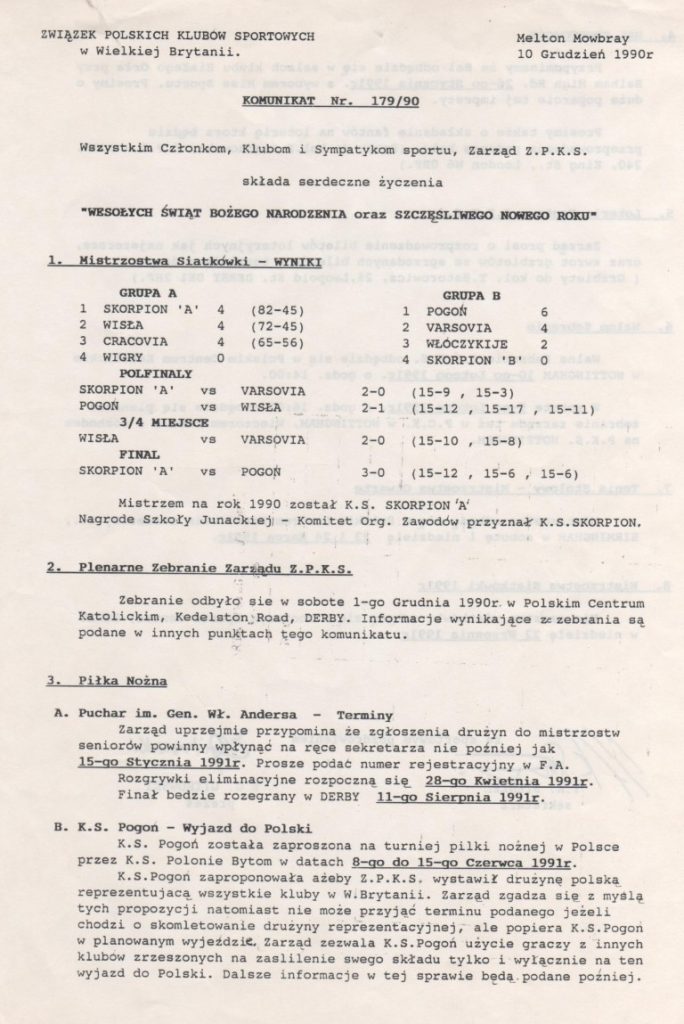 ZWIĄZEK POLSKICH KLUBÓW SPORTOWYCH
w Wielkiej Brytanii.
Melton Mowbray
10 Grudzień 1990r
KOMUNIKAT Nr. 179/90
Wszystkim Członkom, Klubom i Sympatykom sportu, Zarząd Z.P.K.S.
składa serdeczne życzenia
"WESOŁYCH ŚWIĄT BOŻEGO NARODZENIA oraz SZCZĘŚLIWEGO NOWEGO ROKU"
1. Mistrzostwa Siatkówki - WYNIKI
GRUPA A
1 SKORPION 'A' 4 (82-45)
2 WISŁA 4 (72-45)
3 CRACOVIA 4 (65-56)
4 WIGRY 0
GRUPA B
1 POGOŃ 6
2 VARSOVIA 4
3 WŁÓCZYKIJE 2
4 SKORPION 'B' 0
POLFINALY
SKORPION 'A' vs VARSOVIA 2-0 (15-9 , 15-3)
POGOŃ vs WISŁA 2-1 (15-12 , 15-17 , 15-11)
3/4 MIEJSCE
WISŁA vs VARSOVIA 2-0 (15-10 , 15-8)
FINAL
SKORPION 'A' vs POGOŃ 3-0 (15-12 , 15-6 , 15-6)
Mistrzem na rok 1990 został K.S. SKORPION 'A'
Nagrode Szkoły Junackiej - Komitet Org. Zawodów przyznał K.S.SKORPION.
2. Plenarne Zebranie Zarządu Z.P.K.S.
Zebranie odbyło sie w sobote 1-go Grudnia 1990r w Polskim Centrum
Katolickim, Kedelston Road, DERBY. Informacje wynikające ze zebrania są
podane w innych punktach tego komunikatu.
3. Piłka Nożna
A. Puchar im. Gen. Wł. Andersa - Terminy
Zarząd uprzejmie przypomina że zgłoszenia drużyn do mistrzostw
seniorów powinny wpłynąć na ręce sekretarza nie poźniej jak
15-go Stycznia 1991r. Prosze podać numer rejestracyjny w F.A.
Rozgrywki eliminacyjne rozpoczną się 28-go Kwietnia 1991r.
Finał bedzie rozegrany w DERBY 11-go Sierpnia 1991r.
B. K.S. Pogoń - Wyjazd do Polski
K.S. Pogoń została zaproszona na turniej pilki nożnej w Polsce
przez K.S. Polonie Bytom w datach 8-go do 15-go Czerwca 1991r.
K.S.Pogoń zaproponowała ażeby Z.P.K.S. wystawił drużynę polską
reprezentujacą wszystkie kluby w W.Brytanii. Zarząd zgadza się z myślą
tych propozycji natomiast nie może przyjąć terminu podanego jeżeli
chodzi o skomletowanie drużyny reprezentacyjnej, ale popiera K.S.Pogoń
w planowanym wyjeździe. Zarząd zezwala K.S.Pogoń użycie graczy z innych
klubów zrzeszonych na zaslilenie swego składu tylko i wyłącznie na ten
wyjazd do Polski. Dalsze informacje w tej sprawie będą podane poźniej.